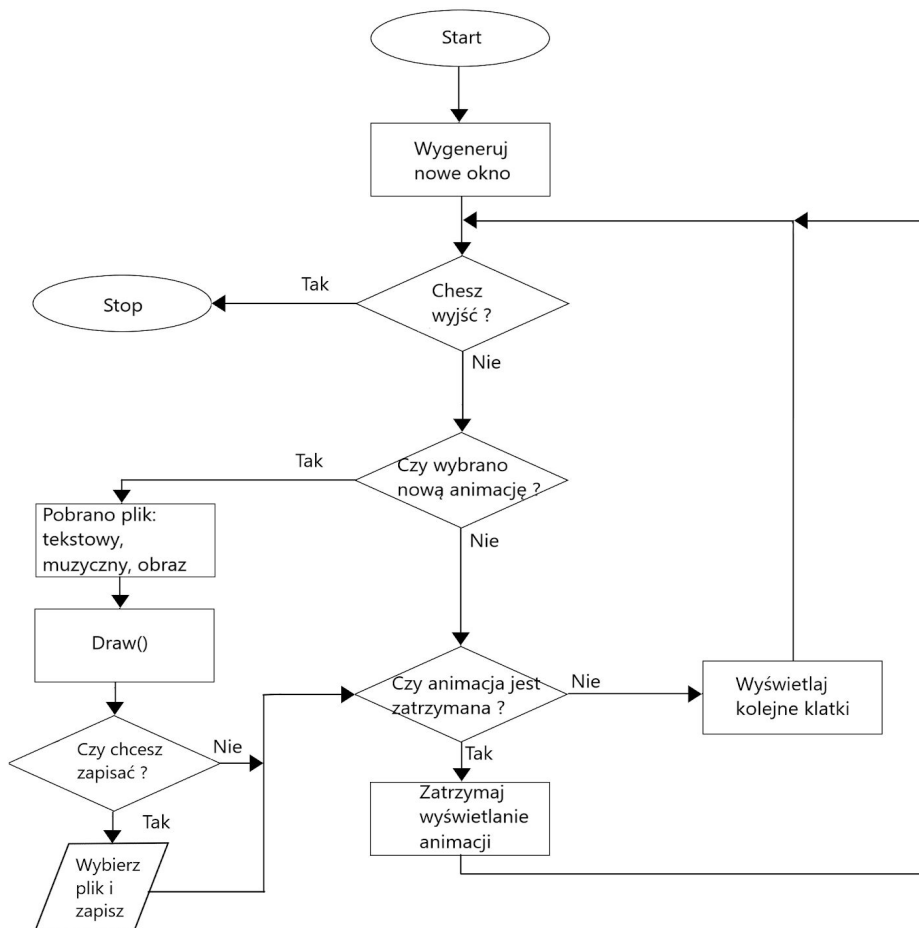 Start
Wygeneruj
nowe okno
Tak
Chesz
wyjść ?
Stop
Nie
Tak
Czy wybrano
nową animację ?
Pobrano plik:
tekstowy,
muzyczny, obraz
Nie
Draw()
Czy animacja jest
zatrzymana ?
Nie
Wyświetlaj
kolejne klatki
Czy chcesz
zapisać ?
Nie
Tak
Zatrzymaj
wyświetlanie
animacji
Tak
Wybierz
plik i
zapisz